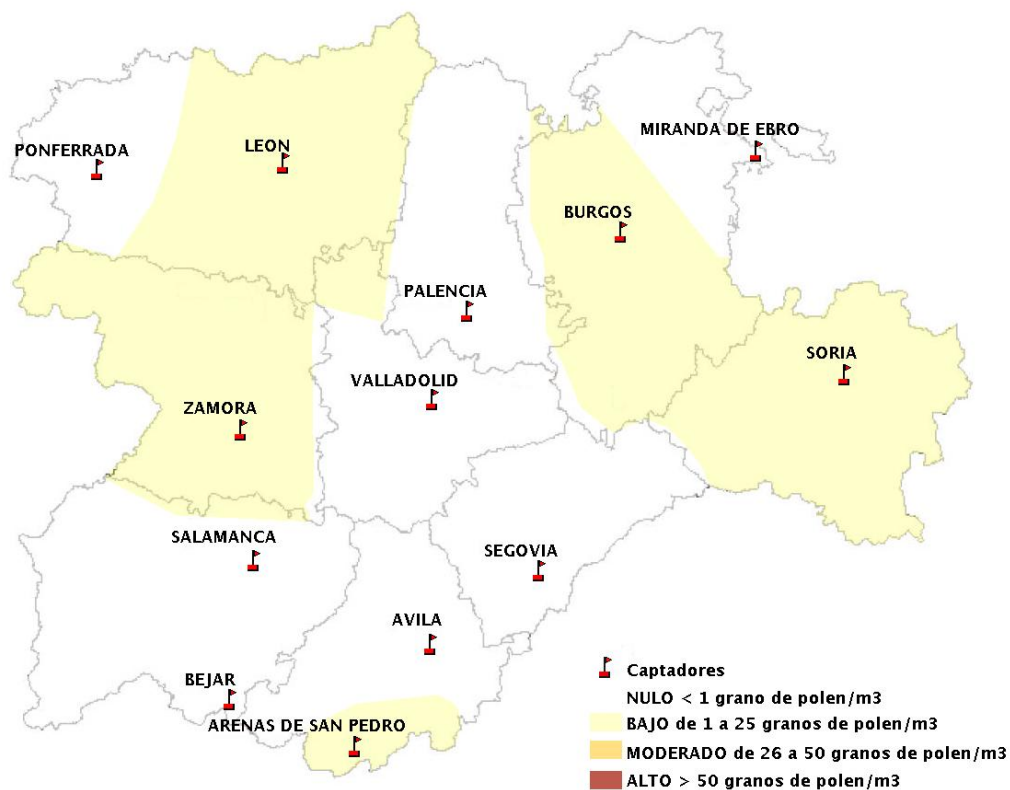 MIRANDA DE EBRO
PONFERRADA
LEON
BURGOS
PALENCIA
SORIA
VALLADOLID
ZAMORA
SALAMANCA
SEGOVIA
AVILA
BEJAR
ARENAS DE SAN PEDRO
Captadores
NULO < 1 grano de polen/m3
BAJO de 1 a 25 granos de polen/m3
MODERADO de 26 a 50 granos de polen/m3
ALTO > 50 granos de polen/m3